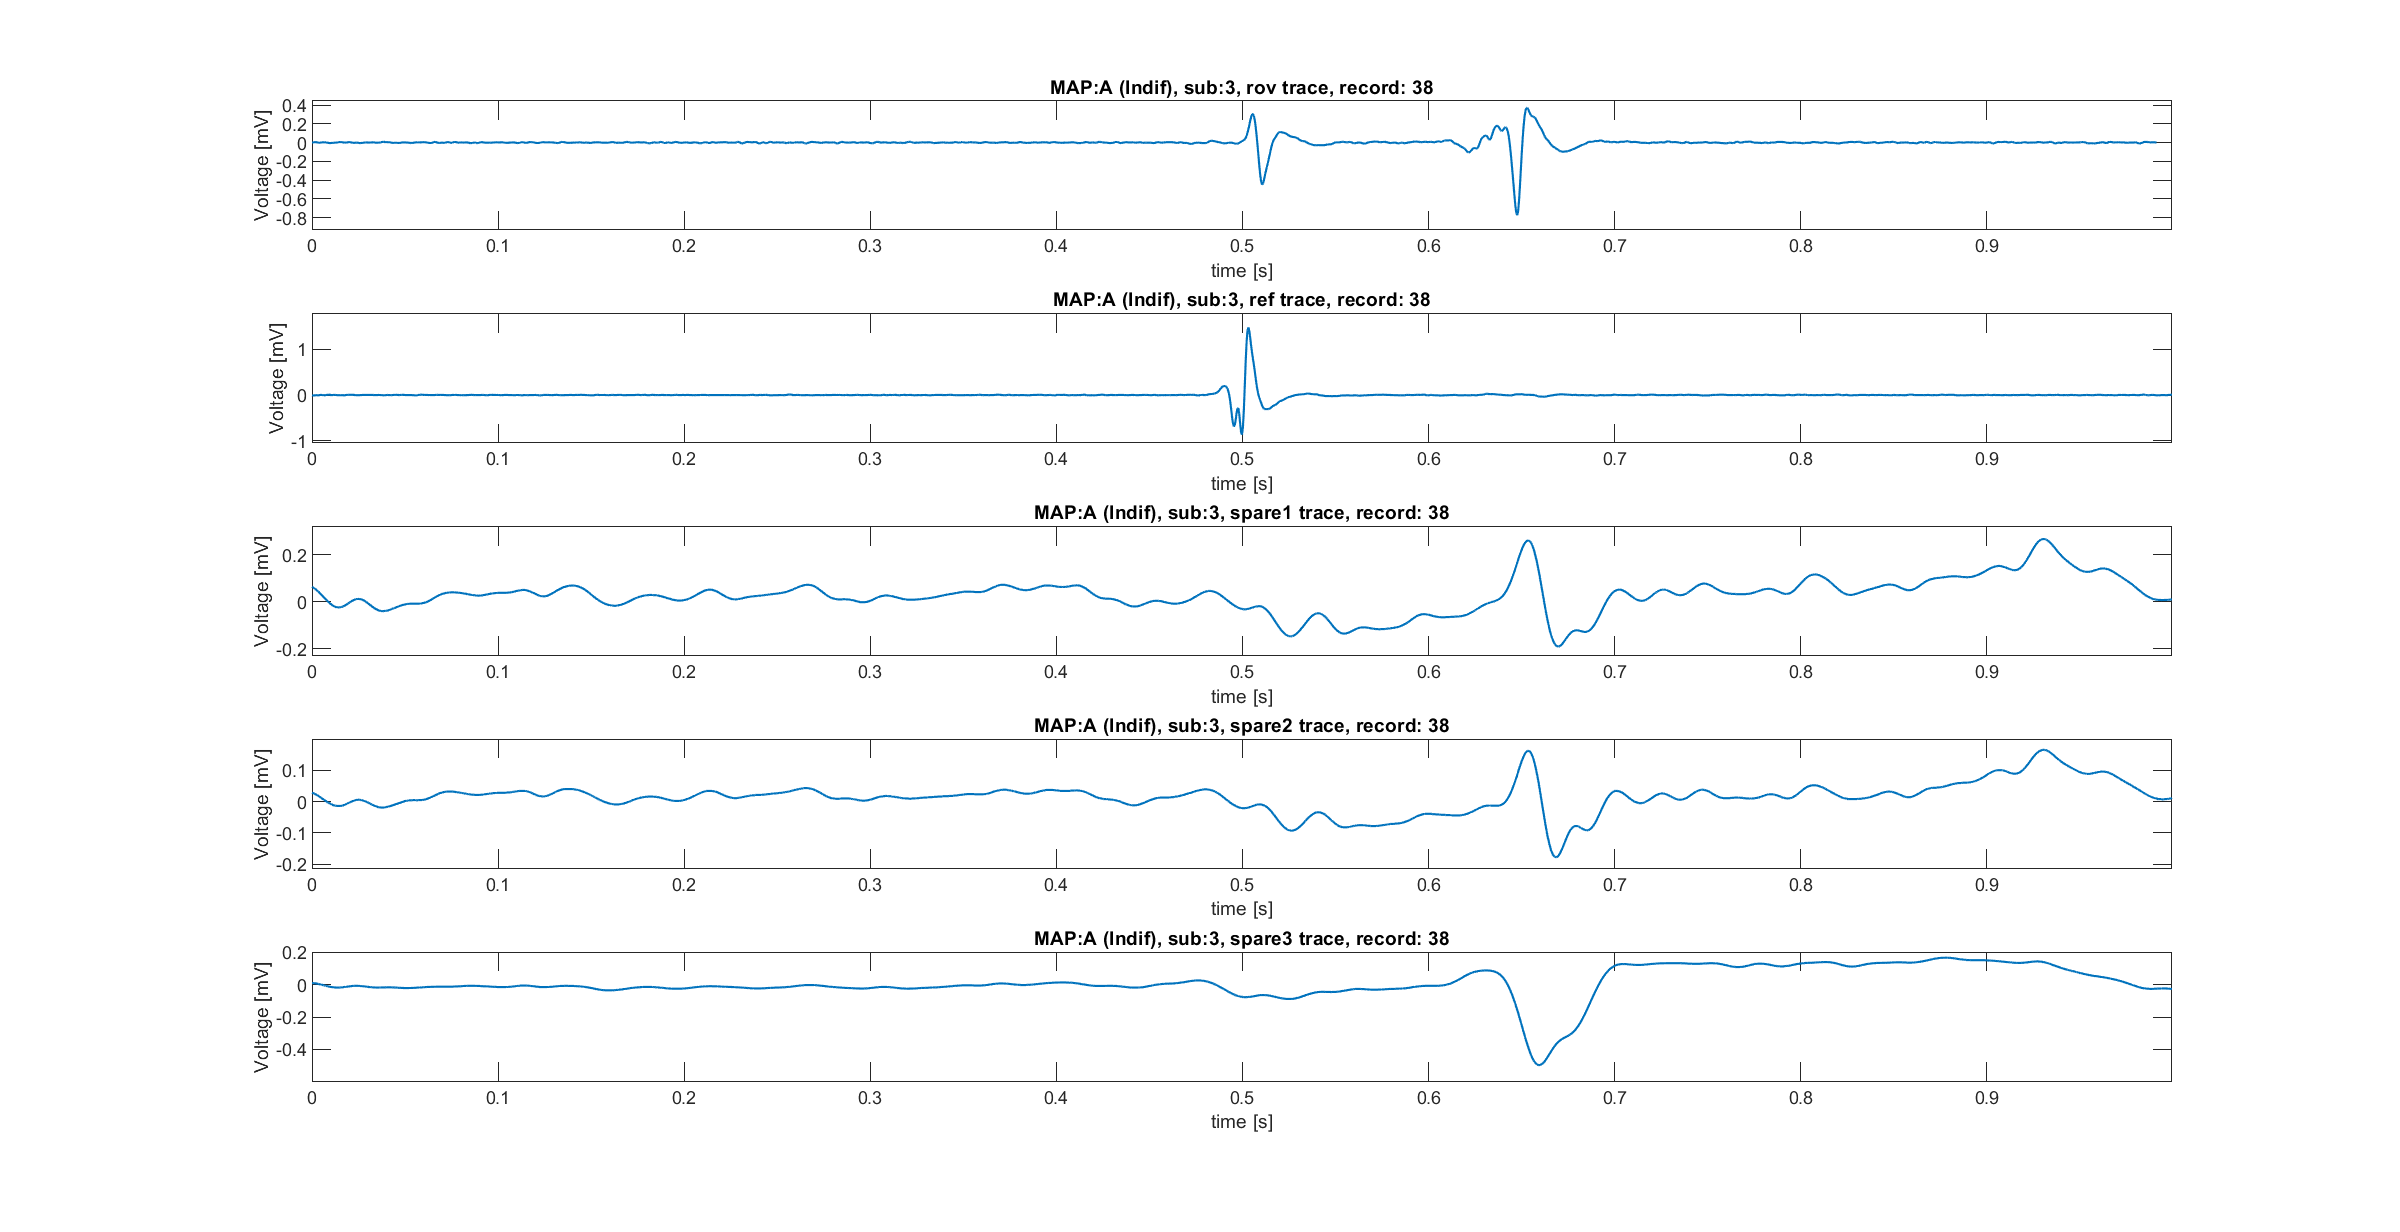 MAP:A (Indif), sub:3, rov trace, record: 38
Voltage [mV]
0.4
0.2
0
-0.2
-0.4
-0.6
-0.8
0 0.1 0.2 0.3 0.4 0.5 0.6 0.7 0.8 0.9
time [s]
MAP:A (Indif), sub:3, ref trace, record: 38
Voltage [mV]
1
0
-1
0 0.1 0.2 0.3 0.4 0.5 0.6 0.7 0.8 0.9
time [s]
MAP:A (Indif), sub:3, spare1 trace, record: 38
Voltage [mV]
0.2
0
-0.2
0 0.1 0.2 0.3 0.4 0.5 0.6 0.7 0.8 0.9
time [s]
MAP:A (Indif), sub:3, spare2 trace, record: 38
Voltage [mV]
0.1
0
-0.1
-0.2
0 0.1 0.2 0.3 0.4 0.5 0.6 0.7 0.8 0.9
time [s]
MAP:A (Indif), sub:3, spare3 trace, record: 38
Voltage [mV]
0.2
0
-0.2
-0.4
0 0.1 0.2 0.3 0.4 0.5 0.6 0.7 0.8 0.9
time [s]